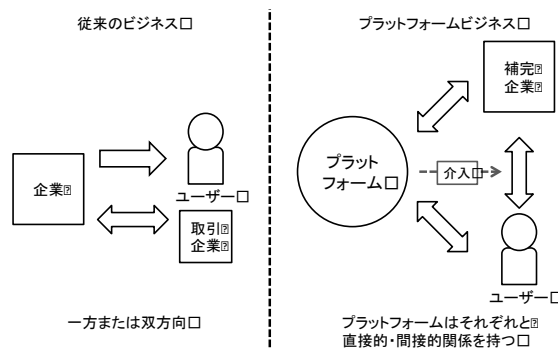 従来のビジネス
企業
ユーザー
取引
企業
一方または双方向
プラットフォームビジネス
補完
企業
プラット
フォーム
介入
ユーザー
プラットフォームはそれぞれと
直接的・間接的関係を持つ